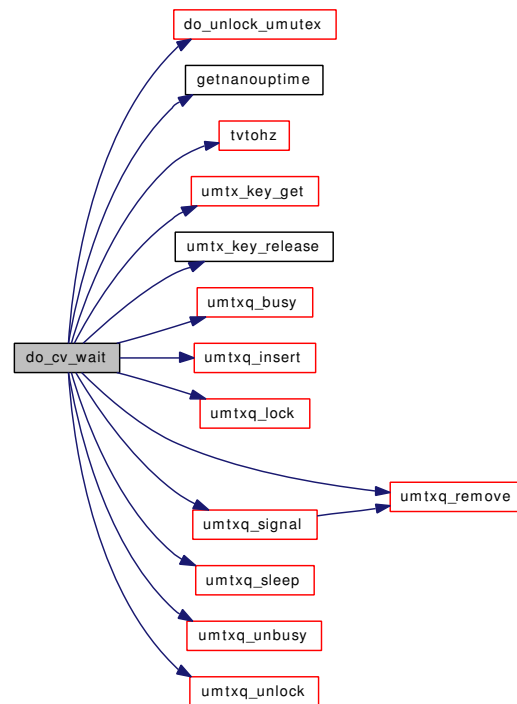 do_unlock_umutex
getnanouptime
tvtohz
umtx_key_get
umtx_key_release
umtxq_busy
do_cv_wait
umtxq_insert
umtxq_lock
umtxq_remove
umtxq_signal
umtxq_sleep
umtxq_unbusy
umtxq_unlock